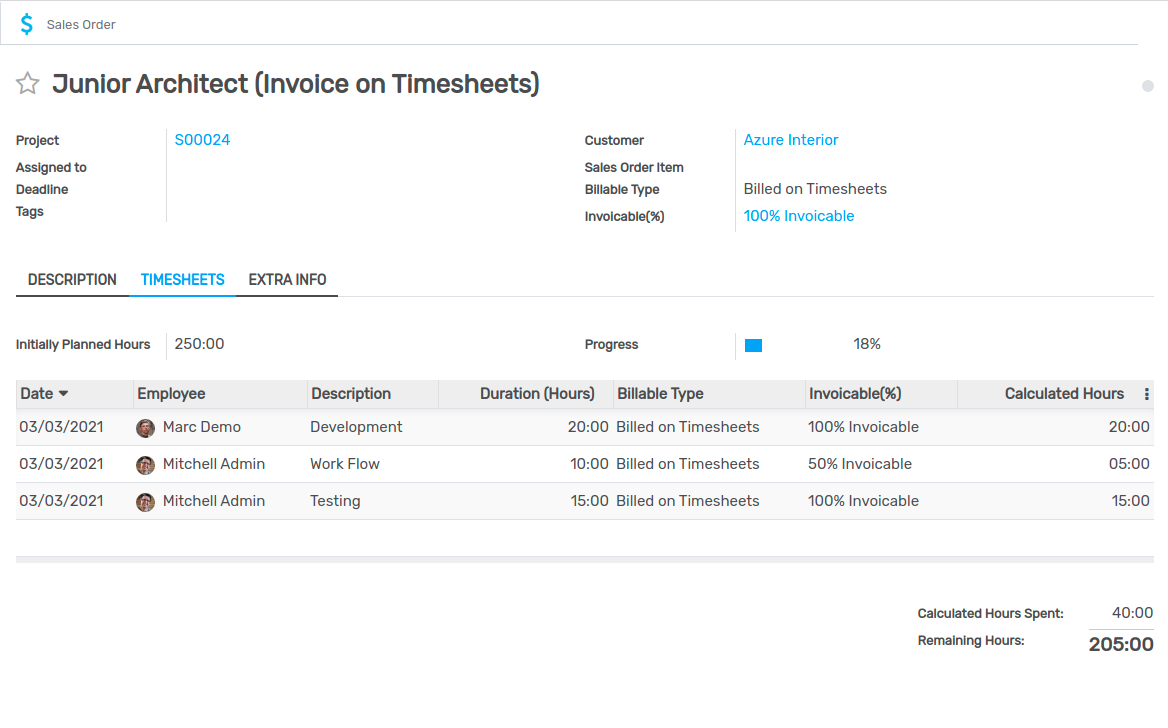 Sales Order
Junior Architect (Invoice on Timesheets)
Project S00024 Customer Azure Interior
Assigned to Sales Order Item
Deadline Billable Type Billed on Timesheets
Tags Invoicable(%) 100% Invoicable
DESCRIPTION TIMESHEETS EXTRA INFO
Initially Planned Hours 250:00 Progress 18%
Date Employee Description Duration (Hours) Billable Type Invoicable(%) Calculated Hours
03/03/2021 Marc Demo Development 20:00 Billed on Timesheets 100% Invoicable 20:00
03/03/2021 Mitchell Admin Work Flow 10:00 Billed on Timesheets 50% Invoicable 05:00
03/03/2021 Mitchell Admin Testing 15:00 Billed on Timesheets 100% Invoicable 15:00
Calculated Hours Spent: 40:00
Remaining Hours: 205:00